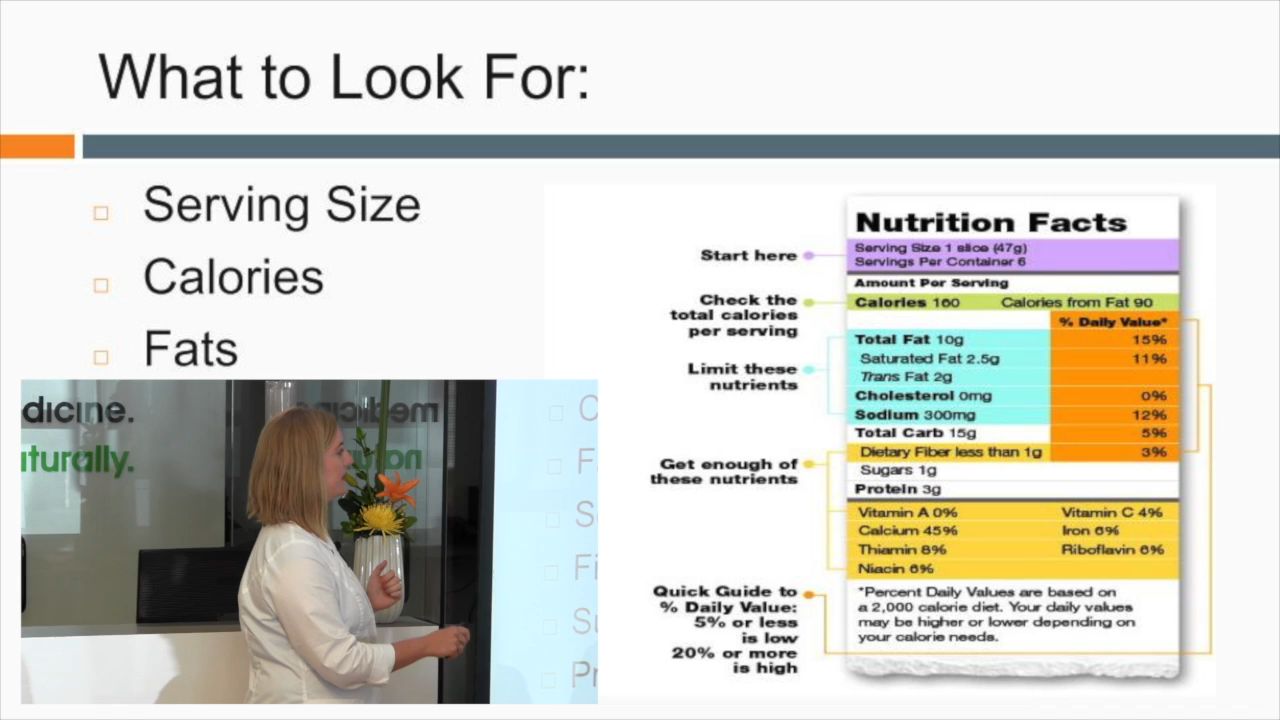 What to Look For:
Serving Size
Calories
Fats
dicine.
medicine
turally.
Start here
Check the
total calories
per serving
Limit these
nutrients
Get enough of
these nutrients
Quick Guide to
% Daily Value:
5% or less
is low
20% or more
is high
Nutrition Facts
Serving Size 1 slice (47g)
Servings Per Container 6
Amount Per Serving
Calories 160 Calories from Fat 90
% Daily Value*
Total Fat 10g 15%
Saturated Fat 2.5g 11%
Trans Fat 2g
Cholesterol 0mg 0%
Sodium 300mg 12%
Total Carb 15g 5%
Dietary Fiber less than 1g 3%
Sugars 1g
Protein 3g
Vitamin A 0% Vitamin C 4%
Calcium 45% Iron 6%
Thiamin 8% Riboflavin 6%
Niacin 6%
*Percent Daily Values are based on
a 2,000 calorie diet. Your daily values
may be higher or lower depending on
your calorie needs.
C
F
S
Fi
Su
Pr